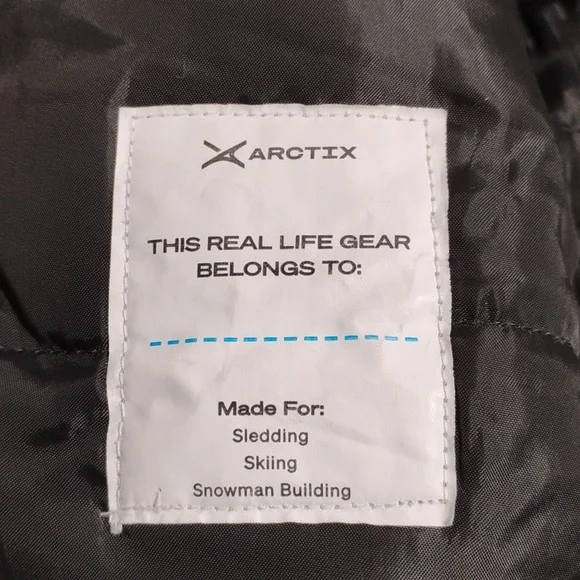 ARCTIX
THIS REAL LIFE GEAR
BELONGS TO:
Made For:
Sledding
Skiing
Snowman Building